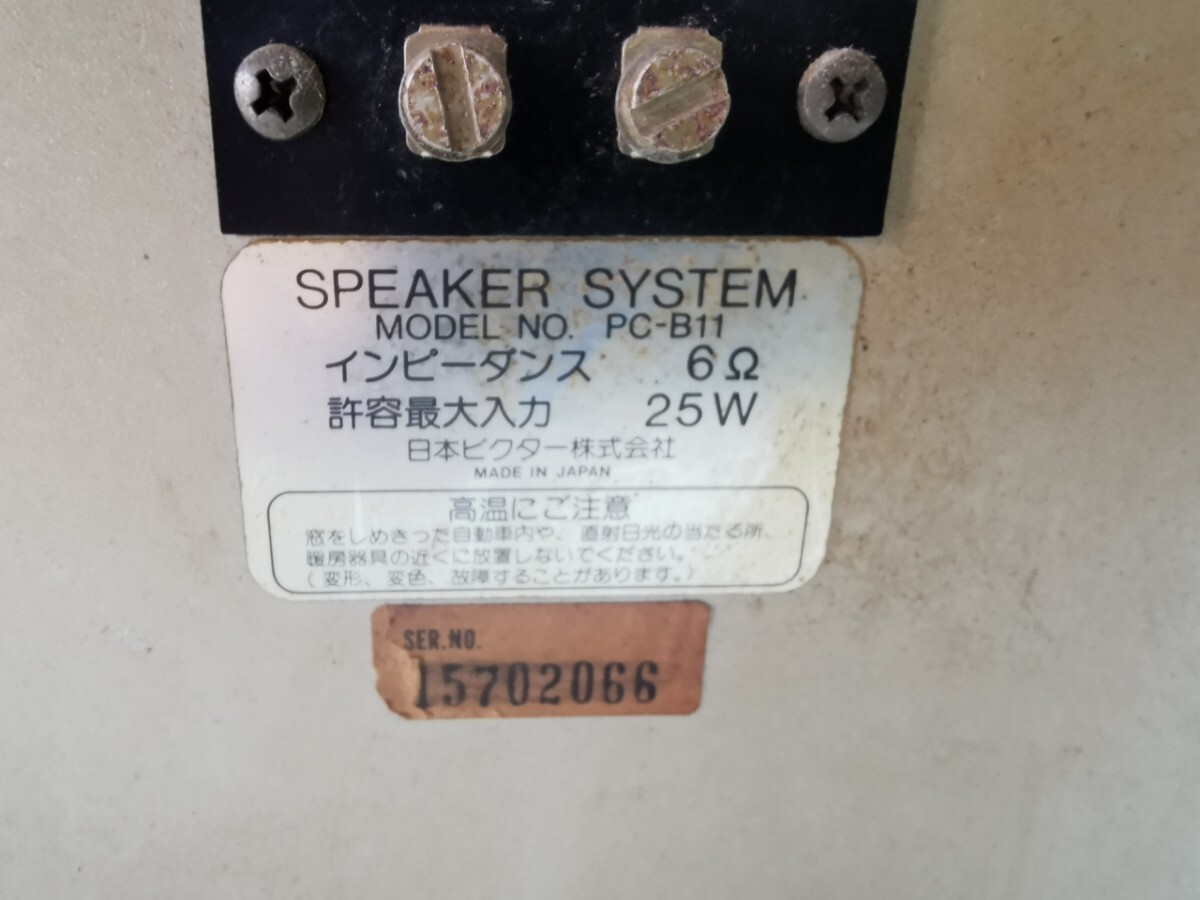 SPEAKER SYSTEM
MODEL NO. PC-B11
インピーダンス 6Ω
許容最大入力 25W
日本ビクター株式会社
MADE IN JAPAN
高温にご注意
窓をしめきった自動車内や、直射日光の当たる所、
暖房器具の近くに放置しないでください。
(変形、変色、故障することがあります。)
SER.NO.
15702066